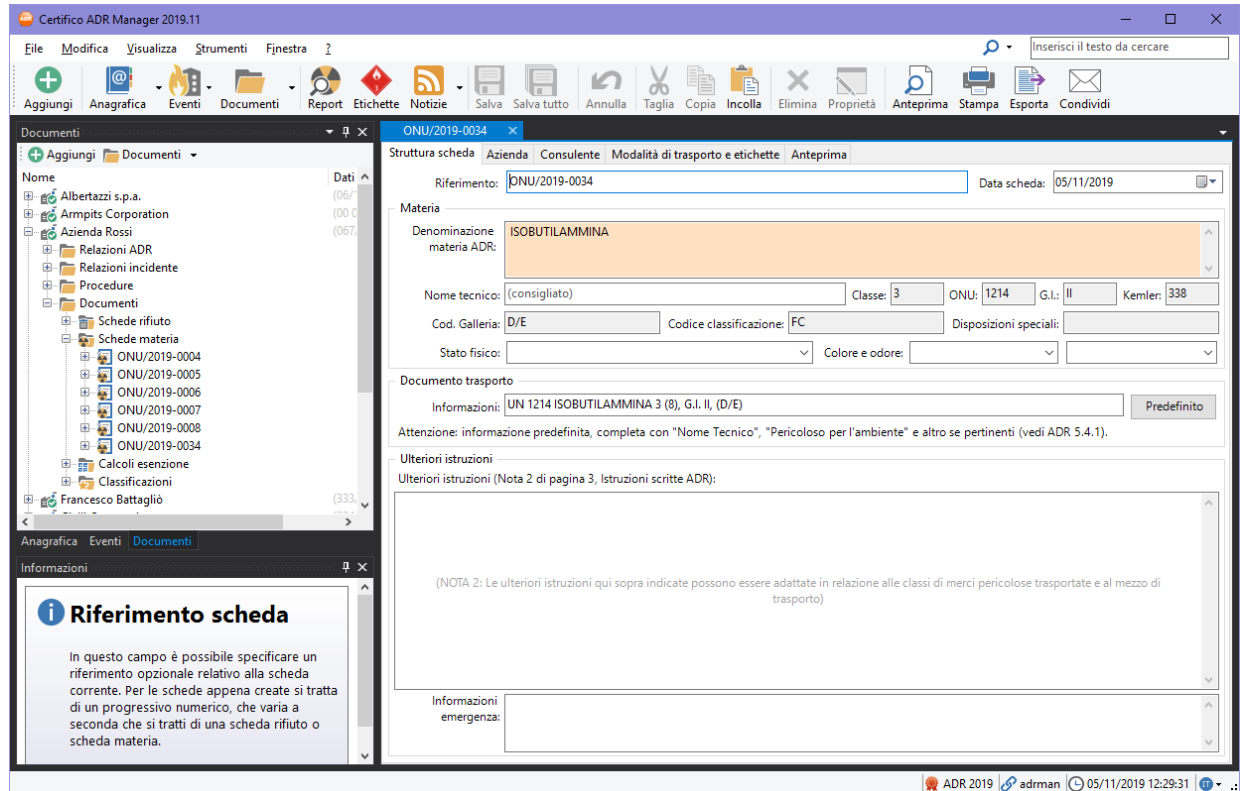 Certifico ADR Manager 2019.11
File Modifica Visualizza Strumenti Finestra ? Inserisci il testo da cercare
Aggiungi Anagrafica Eventi Documenti Report Etichette Notizie Salva Salva tutto Annulla Taglia Copia Incolla Elimina Proprietà Anteprima Stampa Esporta Condividi
Documenti
Aggiungi Documenti
Nome Dati
Albertazzi s.p.a. (06/
Armpits Corporation (00 0
Azienda Rossi (067,
Relazioni ADR
Relazioni incidente
Procedure
Documenti
Schede rifiuto
Schede materia
ONU/2019-0004
ONU/2019-0005
ONU/2019-0006
ONU/2019-0007
ONU/2019-0008
ONU/2019-0034
Calcoli esenzione
Classificazioni
Francesco Battagliò (333,
Anagrafica Eventi Documenti
Informazioni
Riferimento scheda
In questo campo è possibile specificare un
riferimento opzionale relativo alla scheda
corrente. Per le schede appena create si tratta
di un progressivo numerico, che varia a
seconda che si tratti di una scheda rifiuto o
scheda materia.
ONU/2019-0034
Struttura scheda Azienda Consulente Modalità di trasporto e etichette Anteprima
Riferimento: ONU/2019-0034 Data scheda: 05/11/2019
Materia
Denominazione
materia ADR: ISOBUTILAMMINA
Nome tecnico: (consigliato) Classe: 3 ONU: 1214 G.I.: II Kemler: 338
Cod. Galleria: D/E Codice classificazione: FC Disposizioni speciali:
Stato fisico: Colore e odore:
Documento trasporto
Informazioni: UN 1214 ISOBUTILAMMINA 3 (8), G.I. II, (D/E) Predefinito
Attenzione: informazione predefinita, completa con "Nome Tecnico", "Pericoloso per l'ambiente" e altro se pertinenti (vedi ADR 5.4.1).
Ulteriori istruzioni
Ulteriori istruzioni (Nota 2 di pagina 3, Istruzioni scritte ADR):
(NOTA 2: Le ulteriori istruzioni qui sopra indicate possono essere adattate in relazione alle classi di merci pericolose trasportate e al mezzo di
trasporto)
Informazioni
emergenza:
ADR 2019 adrman 05/11/2019 12:29:31 IT